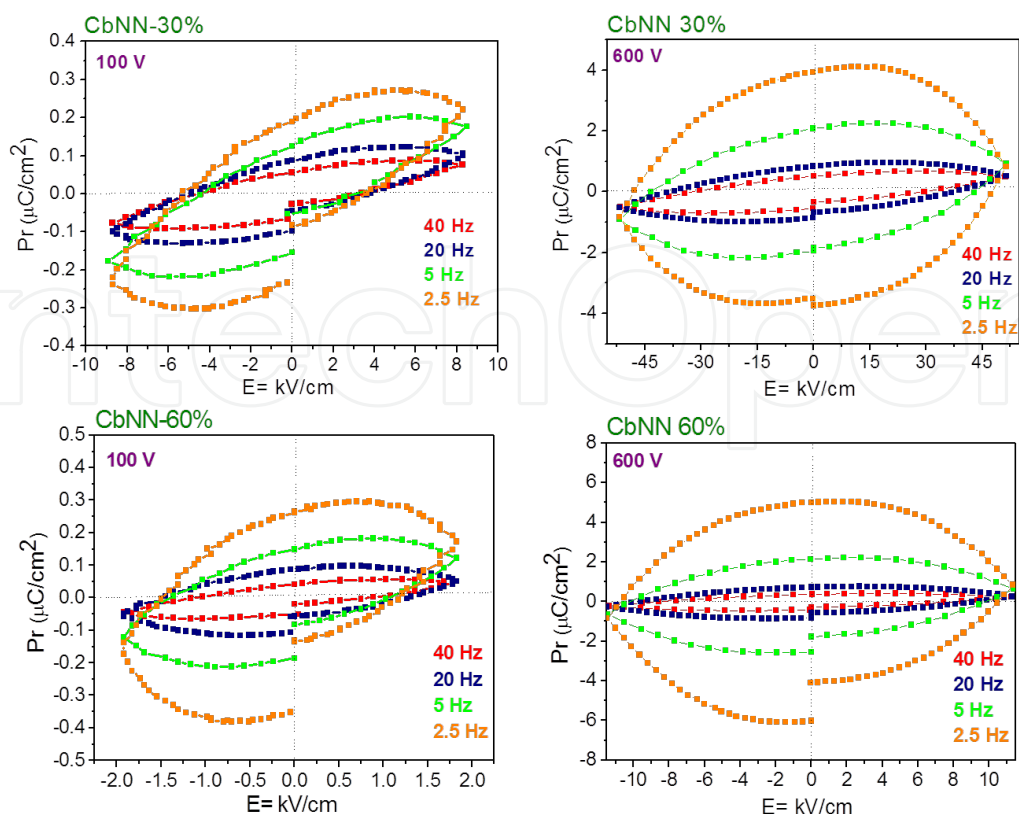 CbNN-30%
100 V
0.4
0.3
0.2
0.1
0.0
-0.1
-0.2
-0.3
-0.4
Pr (μC/cm²)
40 Hz
20 Hz
5 Hz
2.5 Hz
-10 -8 -6 -4 -2 0 2 4 6 8 10
E= kV/cm
CbNN 30%
600 V
4
2
0
-2
-4
Pr (μC/cm²)
40 Hz
20 Hz
5 Hz
2.5 Hz
-45 -30 -15 0 15 30 45
E= kV/cm
CbNN-60%
100 V
0.5
0.4
0.3
0.2
0.1
0.0
-0.1
-0.2
-0.3
-0.4
-0.5
Pr (μC/cm²)
40 Hz
20 Hz
5 Hz
2.5 Hz
-2.0 -1.5 -1.0 -0.5 0.0 0.5 1.0 1.5 2.0
E= kV/cm
CbNN 60%
600 V
8
6
4
2
0
-2
-4
-6
-8
Pr (μC/cm²)
40 Hz
20 Hz
5 Hz
2.5 Hz
-10 -8 -6 -4 -2 0 2 4 6 8 10
E= kV/cm
ntechOpen